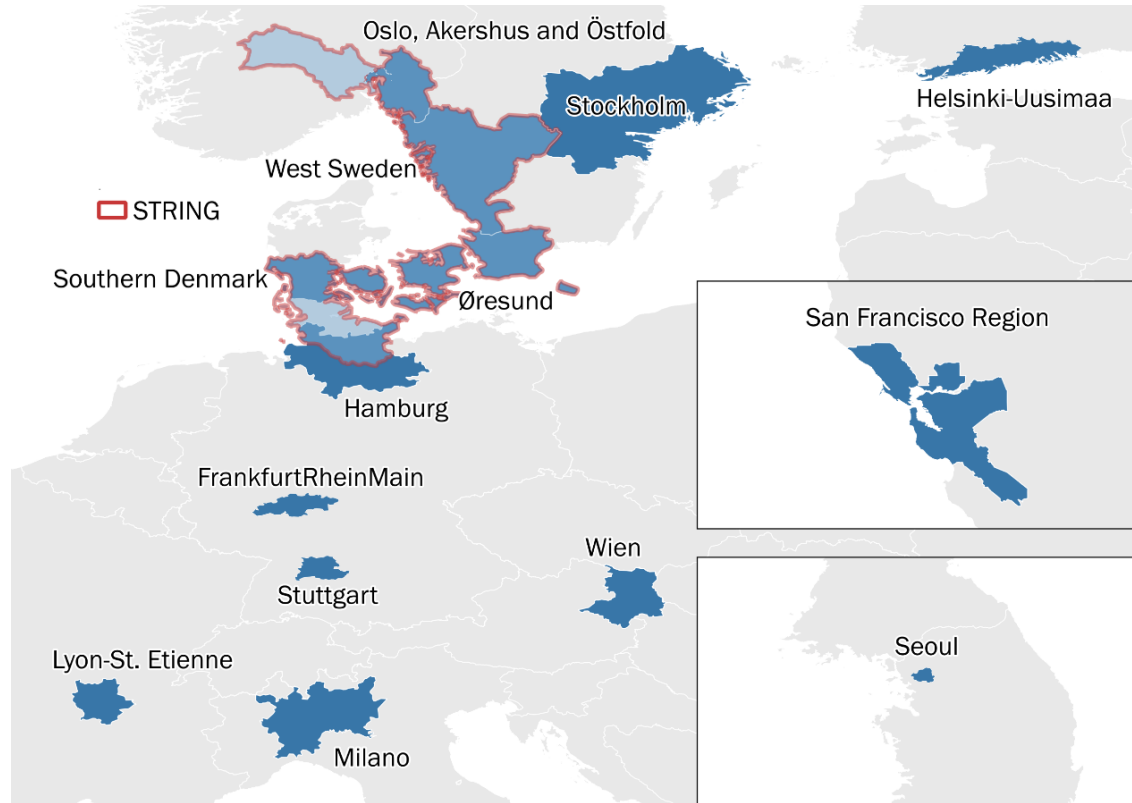 Oslo, Akershus and Östfold
Stockholm
Helsinki-Uusimaa
West Sweden
STRING
Southern Denmark
Øresund
San Francisco Region
Hamburg
FrankfurtRheinMain
Wien
Stuttgart
Seoul
Lyon-St. Etienne
Milano